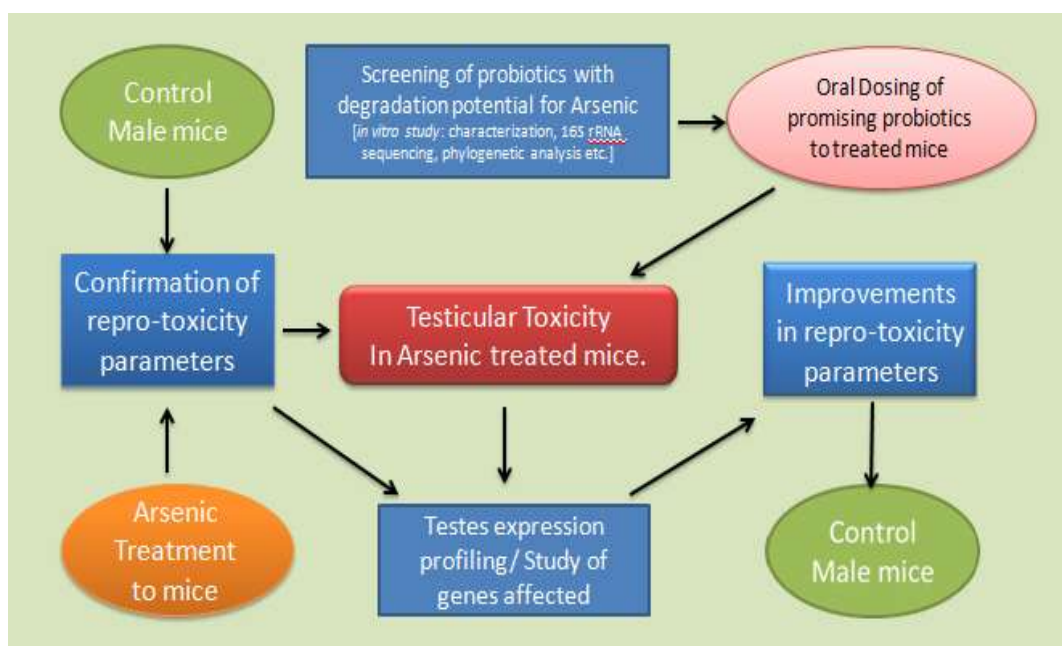 Control
Male mice
Screening of probiotics with
degradation potential for Arsenic
[in vitro study: characterization, 16S rRNA
sequencing, phylogenetic analysis etc.]
Oral Dosing of
promising probiotics
to treated mice
Confirmation of
repro-toxicity
parameters
Testicular Toxicity
In Arsenic treated mice.
Improvements
in repro-toxicity
parameters
Arsenic
Treatment
to mice
Testes expression
profiling/ Study of
genes affected
Control
Male mice